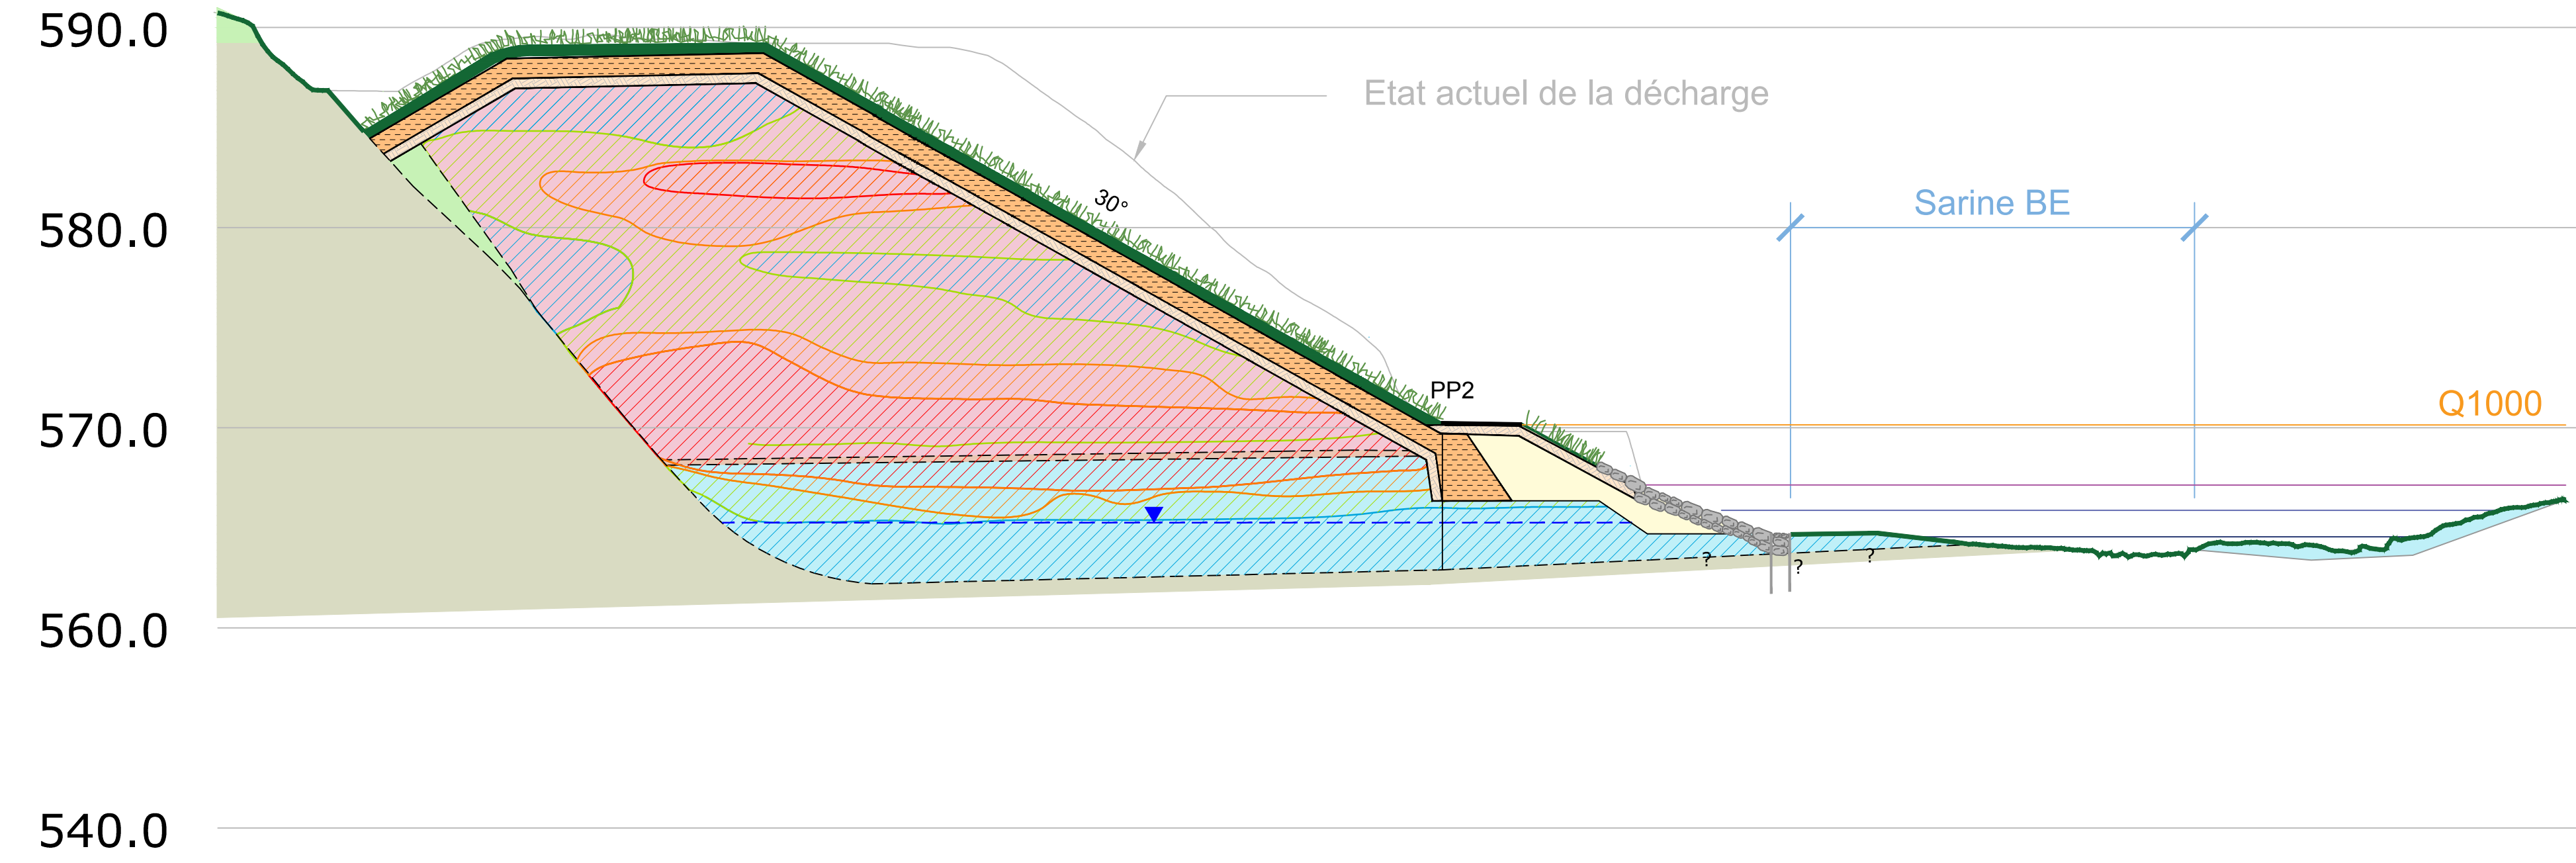 590.0
Etat actuel de la décharge
30°
580.0
Sarine BE
PP2
Q1000
570.0
?
?
?
560.0
540.0